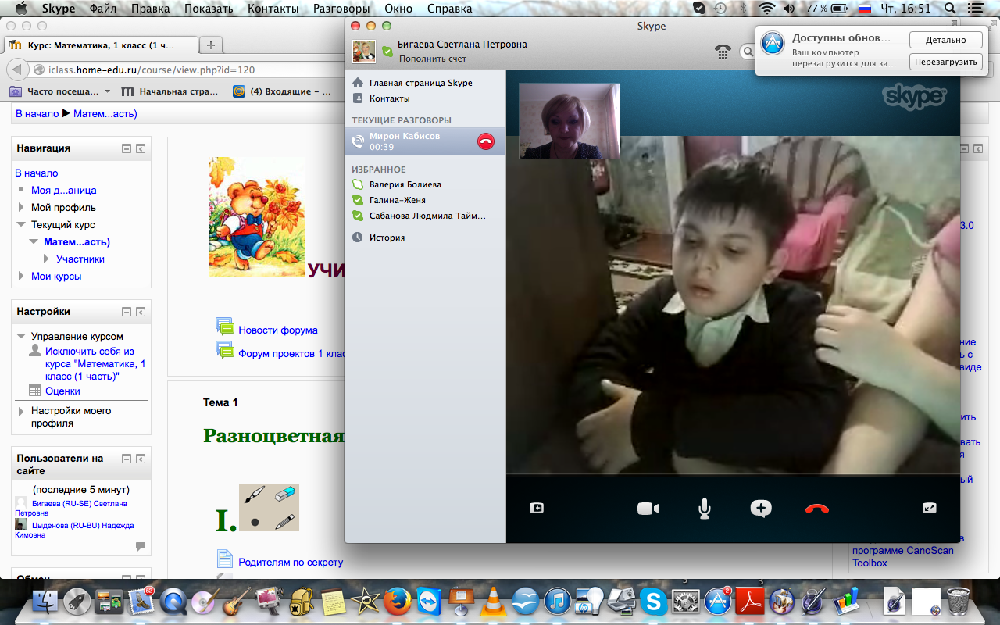 Skype Файл Правка Показать Контакты Разговоры Окно Справка 77 % Чт, 16:51
Курс: Математика, 1 класс (1 ч...
iclass.home-edu.ru/course/view.php?id=120
Часто посеща... Начальная стра... (4) Входящие – ...
В начало ► Матем...асть)
Навигация
В начало
Моя д...аница
Мой профиль
Текущий курс
Матем...асть)
Участники
Мои курсы
Настройки
Управление курсом
Исключить себя из
курса "Математика, 1
класс (1 часть)"
Оценки
Настройки моего
профиля
Пользователи на
сайте
(последние 5 минут)
Бигаева (RU-SE) Светлана
Петровна
Цыденова (RU-BU) Надежда
Кимовна
УЧИ
Новости форума
Форум проектов 1 клас
Тема 1
Разноцветная
I.
Родителям по секрету
Skype
Бигаева Светлана Петровна
Пополнить счет
Главная страница Skype
Контакты
ТЕКУЩИЕ РАЗГОВОРЫ
Мирон Кабисов
00:39
ИЗБРАННОЕ
Валерия Болиева
Галина-Женя
Сабанова Людмила Тайм...
История
skype™
Доступны обнов...
Ваш компьютер
перезагрузится для за...
Детально
Перезагрузить
3.0
ние
ь с
виде
ить
вать
я
ый
в
программе CanoScan
Toolbox
52
2
3